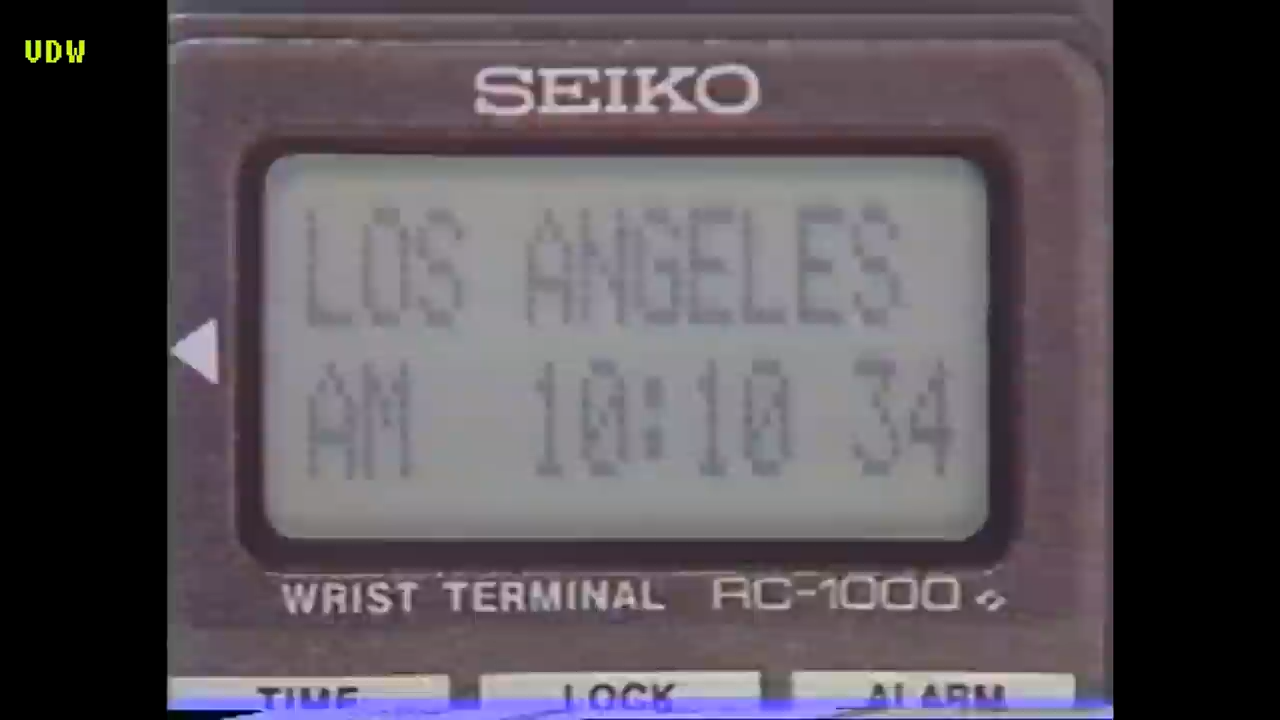 VDW
SEIKO
LOS ANGELES
AM 10:10 34
WRIST TERMINAL RC-1000
TIME LOCK ALARM